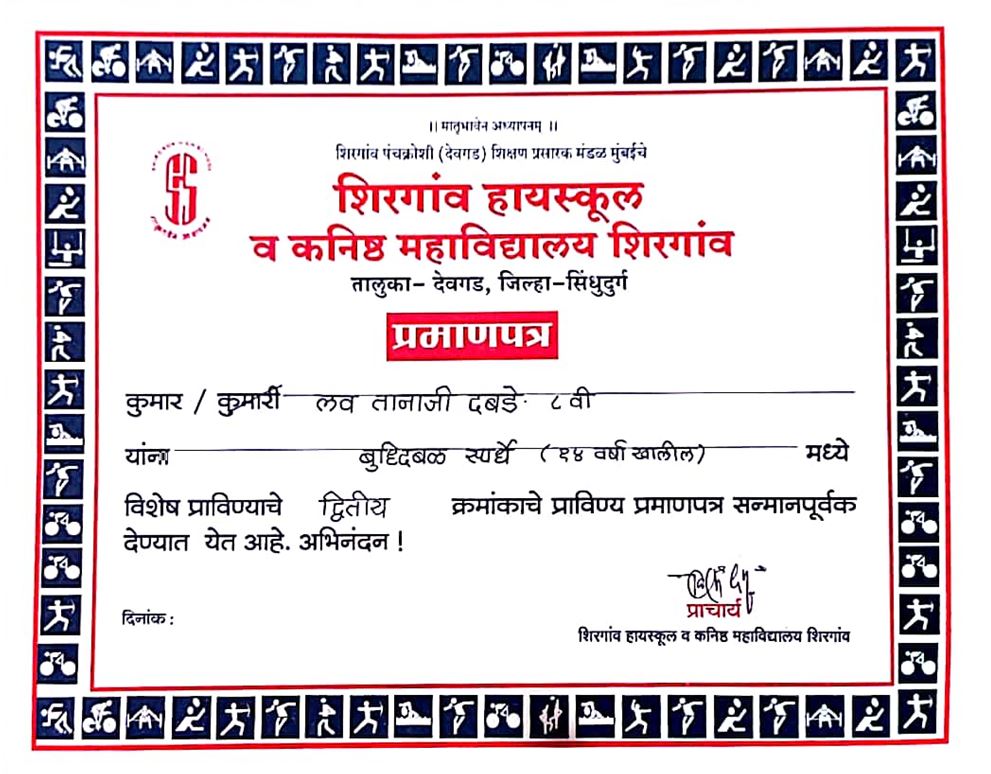 || मातृभावेन अध्यापनम् ||
शिरगांव पंचक्रोशी (देवगड) शिक्षण प्रसारक मंडळ मुंबईचे
शिरगांव हायस्कूल
व कनिष्ठ महाविद्यालय शिरगांव
तालुका- देवगड, जिल्हा-सिंधुदुर्ग
प्रमाणपत्र
कुमार / कुमारी लव तानाजी दबडे ८ वी
यांना बुद्धिबळ स्पर्धे (१४ वर्षा खालील) मध्ये
विशेष प्राविण्याचे द्वितीय क्रमांकाचे प्राविण्य प्रमाणपत्र सन्मानपूर्वक
देण्यात येत आहे. अभिनंदन !
प्राचार्य
दिनांक :
शिरगांव हायस्कूल व कनिष्ठ महाविद्यालय शिरगांव